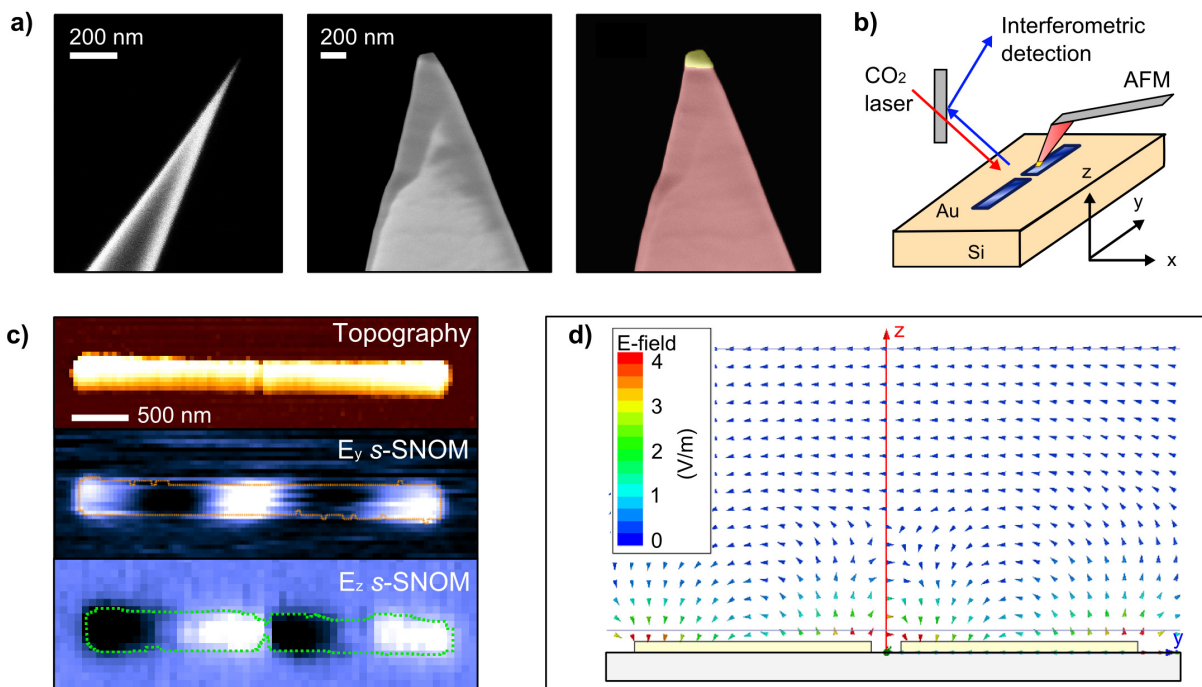 a)
200 nm
200 nm
b)
Interferometric
detection
CO₂
laser
AFM
z
y
Au
Si
x
c)
Topography
500 nm
Ey s-SNOM
Ez s-SNOM
d)
E-field
4
3
2
1
0
(V/m)
z
y